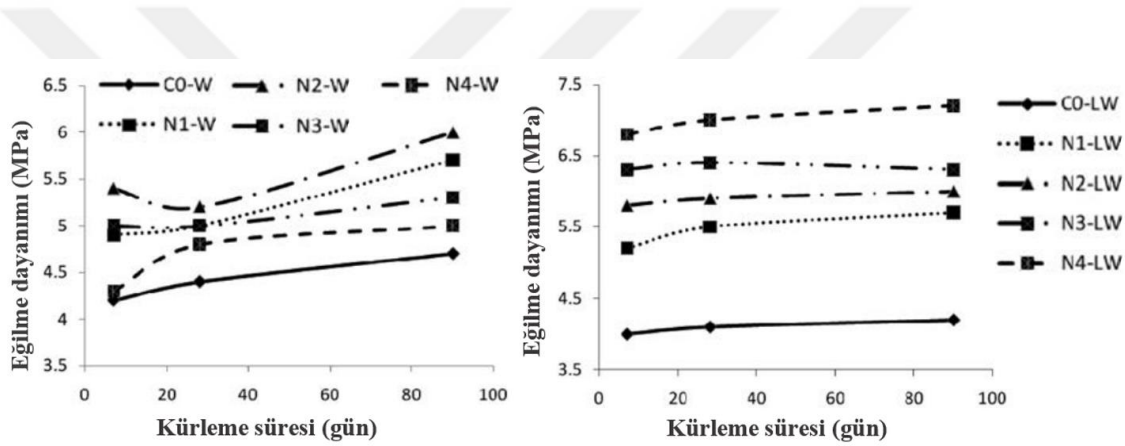 6.5
6
5.5
5
4.5
4
3.5
C0-W
N2-W
N4-W
N1-W
N3-W
0
20
40
60
80
100
Eğilme dayanımı (MPa)
Kürleme süresi (gün)
7.5
6.5
5.5
4.5
3.5
0
20
40
60
80
100
Eğilme dayanımı (MPa)
Kürleme süresi (gün)
C0-LW
N1-LW
N2-LW
N3-LW
N4-LW